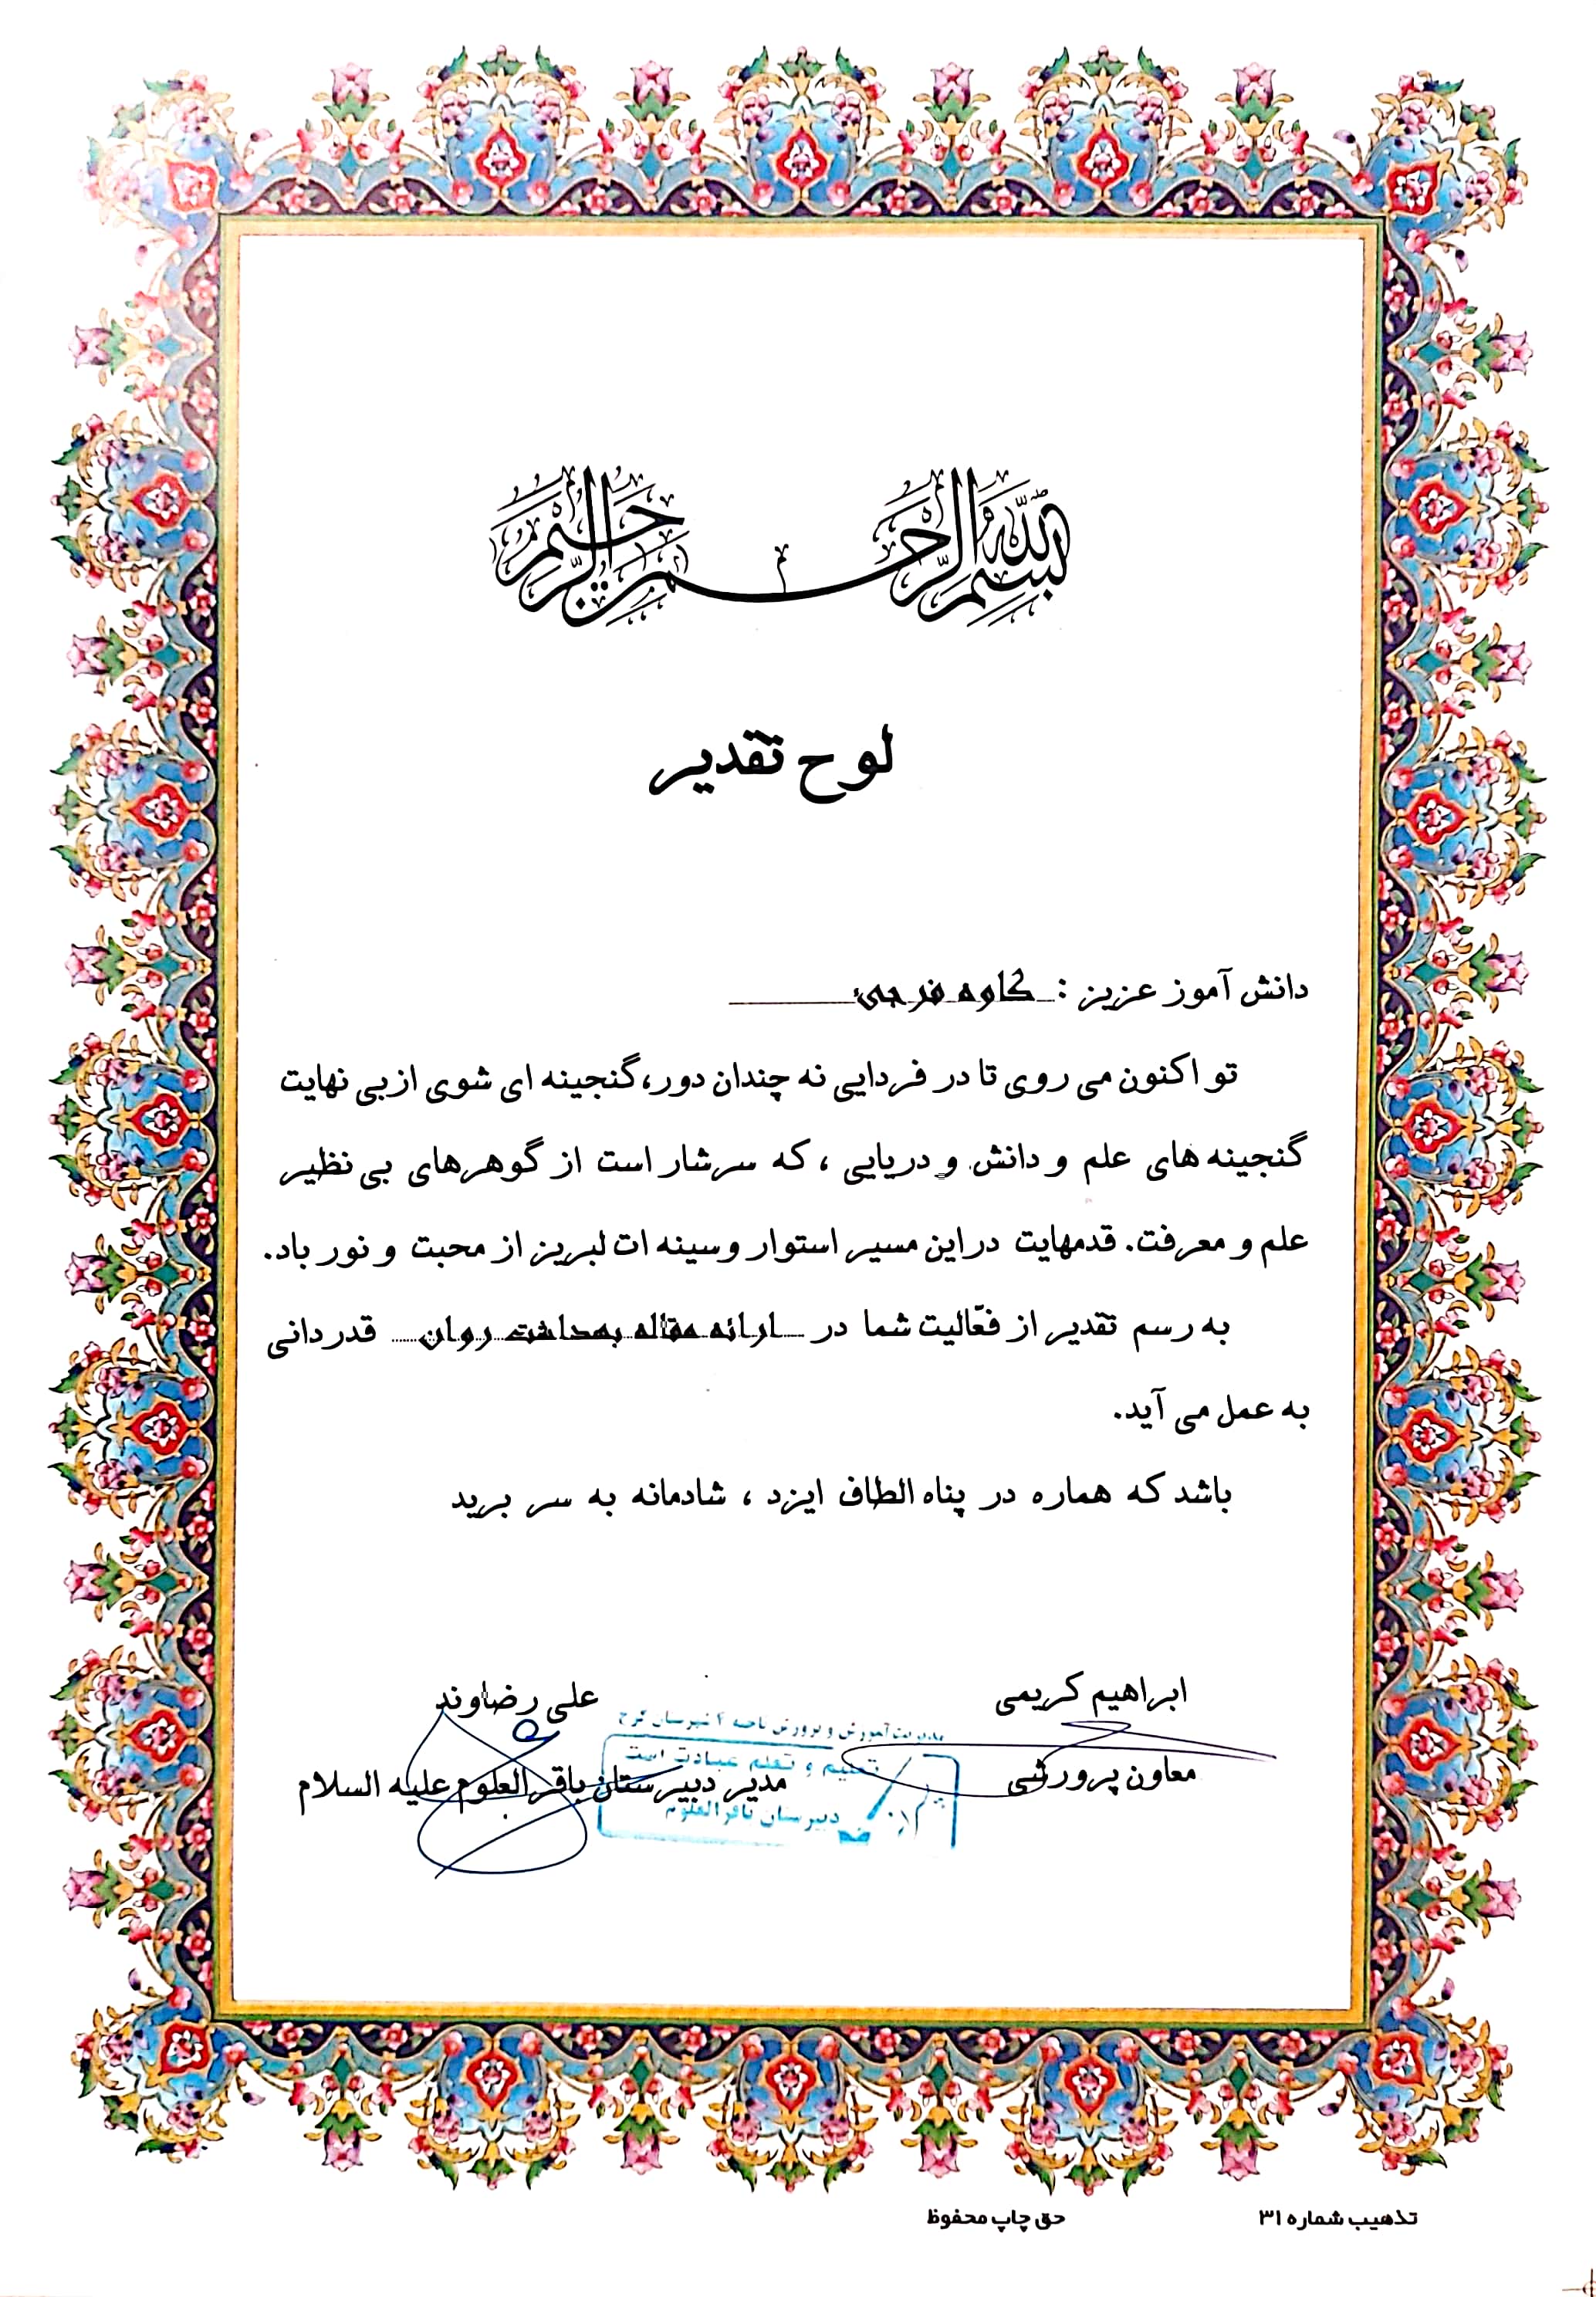 بسم الله الرحمن الرحیم
لوح تقدیر
دانش آموز عزیز : کاوه فرجی
تو اکنون می روی تا در فردایی نه چندان دور، گنجینه ای شوی از بی نهایت
گنجینه های علم و دانش و دریایی ، که سرشار است از گوهرهای بی نظیر
علم و معرفت. قدمهایت در این مسیر استوار و سینه ات لبریز از محبت و نور باد.
به رسم تقدیر از فعّالیت شما در ارائه مقاله بهداشت روان قدردانی
به عمل می آید.
باشد که هماره در پناه الطاف ایزد ، شادمانه به سر برید
ابراهیم کریمی
معاون پرورشی
علی رضاوند
مدیر دبیرستان باقرالعلوم علیه السلام
مدیریت آموزش و پرورش ناحیه ۴ شهرستان کرج
تعلیم و تعلم عبادت است
دبیرستان باقرالعلوم
تذهیب شماره ۳۱
حق چاپ محفوظ